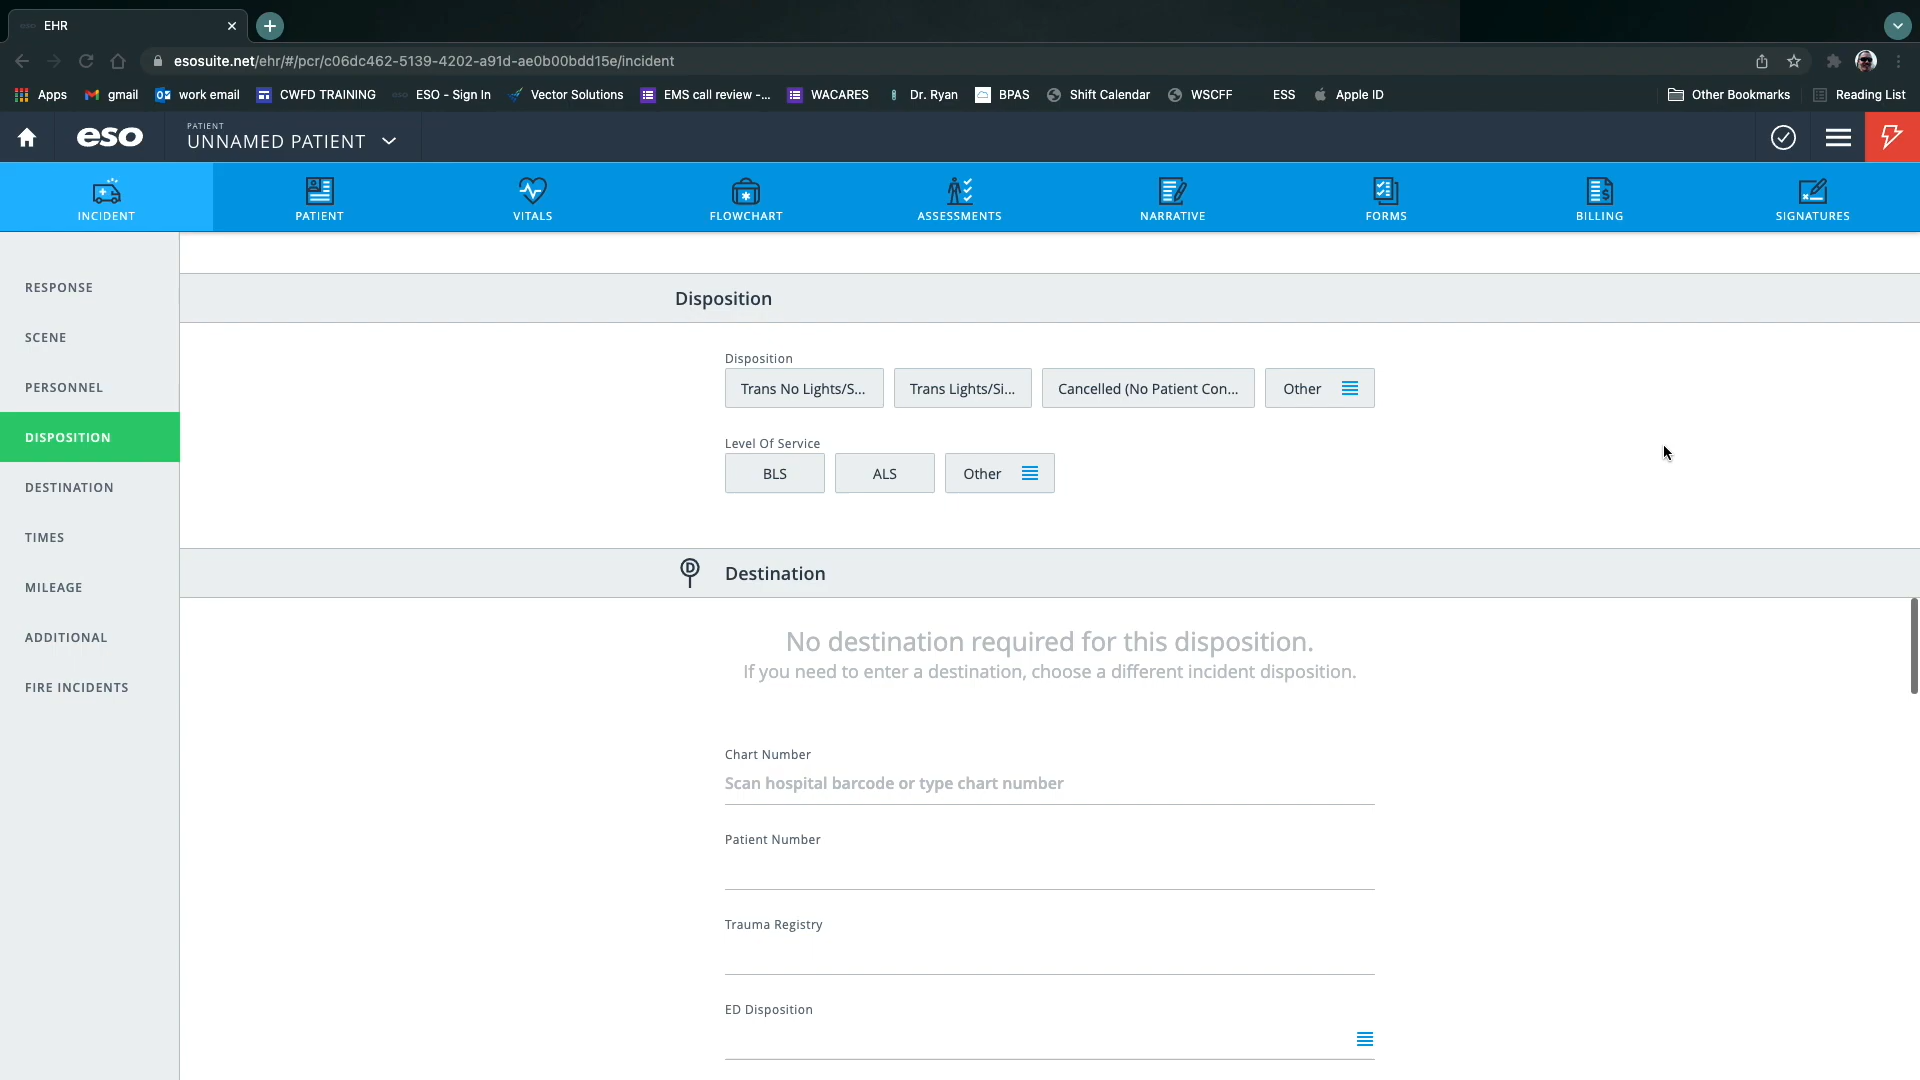 EHR
esosuite.net/ehr/#/pcr/c06dc462-5139-4202-a91d-ae0b00bdd15e/incident
Apps gmail work email CWFD TRAINING ESO - Sign In Vector Solutions EMS call review -... WACARES Dr. Ryan BPAS Shift Calendar WSCFF ESS Apple ID Other Bookmarks Reading List
eso
PATIENT
UNNAMED PATIENT
INCIDENT PATIENT VITALS FLOWCHART ASSESSMENTS NARRATIVE FORMS BILLING SIGNATURES
RESPONSE
SCENE
PERSONNEL
DISPOSITION
DESTINATION
TIMES
MILEAGE
ADDITIONAL
FIRE INCIDENTS
Disposition
Disposition
Trans No Lights/S... Trans Lights/Si... Cancelled (No Patient Con... Other
Level Of Service
BLS ALS Other
D Destination
No destination required for this disposition.
If you need to enter a destination, choose a different incident disposition.
Chart Number
Scan hospital barcode or type chart number
Patient Number
Trauma Registry
ED Disposition